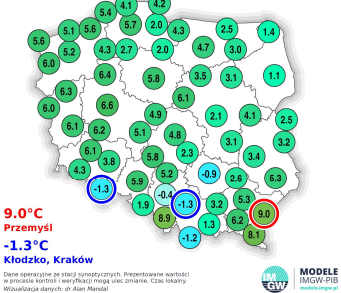 5.4 4.1 4.2
5.6 5.1 5.6 5.7 2.0 4.3 2.5 1.4
5.2 4.3 2.7 2.0 4.7 3.0
6.0 6.4 5.8 3.5 3.1 1.1
6.3 6.1
6.0 6.6 4.9 2.1 4.1 2.5
6.1 6.2 5.1 4.8 3.1 3.2
6.1 3.8 5.8 2.3 3.4
4.3 5.9 5.2 -0.9 2.6 5.3
-1.3 -0.4 5.3
1.9 -1.3 3.2 9.0
8.9 1.3 6.2
-1.2 8.1
9.0°C
Przemyśl
-1.3°C
Kłodzko, Kraków
Dane operacyjne ze stacji synoptycznych. Prezentowane wartości
w procesie kontroli i weryfikacji mogą ulec zmianie. Czas lokalny.
Wizualizacja danych: dr Alan Mandal
IM
GW
MODELE
IMGW-PIB
modele.imgw.pl